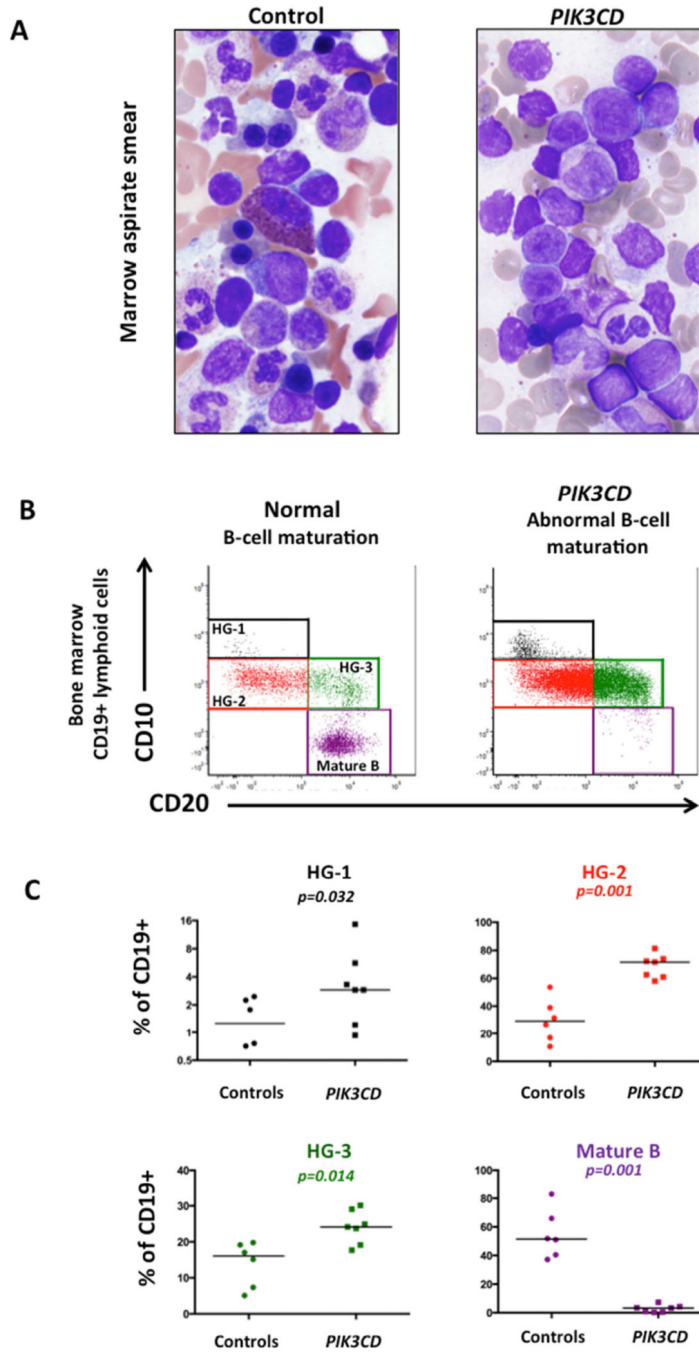 A
Control
PIK3CD
Marrow aspirate smear
B
Normal
B-cell maturation
PIK3CD
Abnormal B-cell
maturation
Bone marrow
CD19+ lymphoid cells
CD10
HG-1
HG-2
HG-3
Mature B
CD20
C
HG-1
p=0.032
% of CD19+
16
8
4
2
1
0.5
Controls
PIK3CD
HG-2
p=0.001
100
80
60
40
20
0
Controls
PIK3CD
HG-3
p=0.014
% of CD19+
40
30
20
10
0
Controls
PIK3CD
Mature B
p=0.001
100
80
60
40
20
0
Controls
PIK3CD